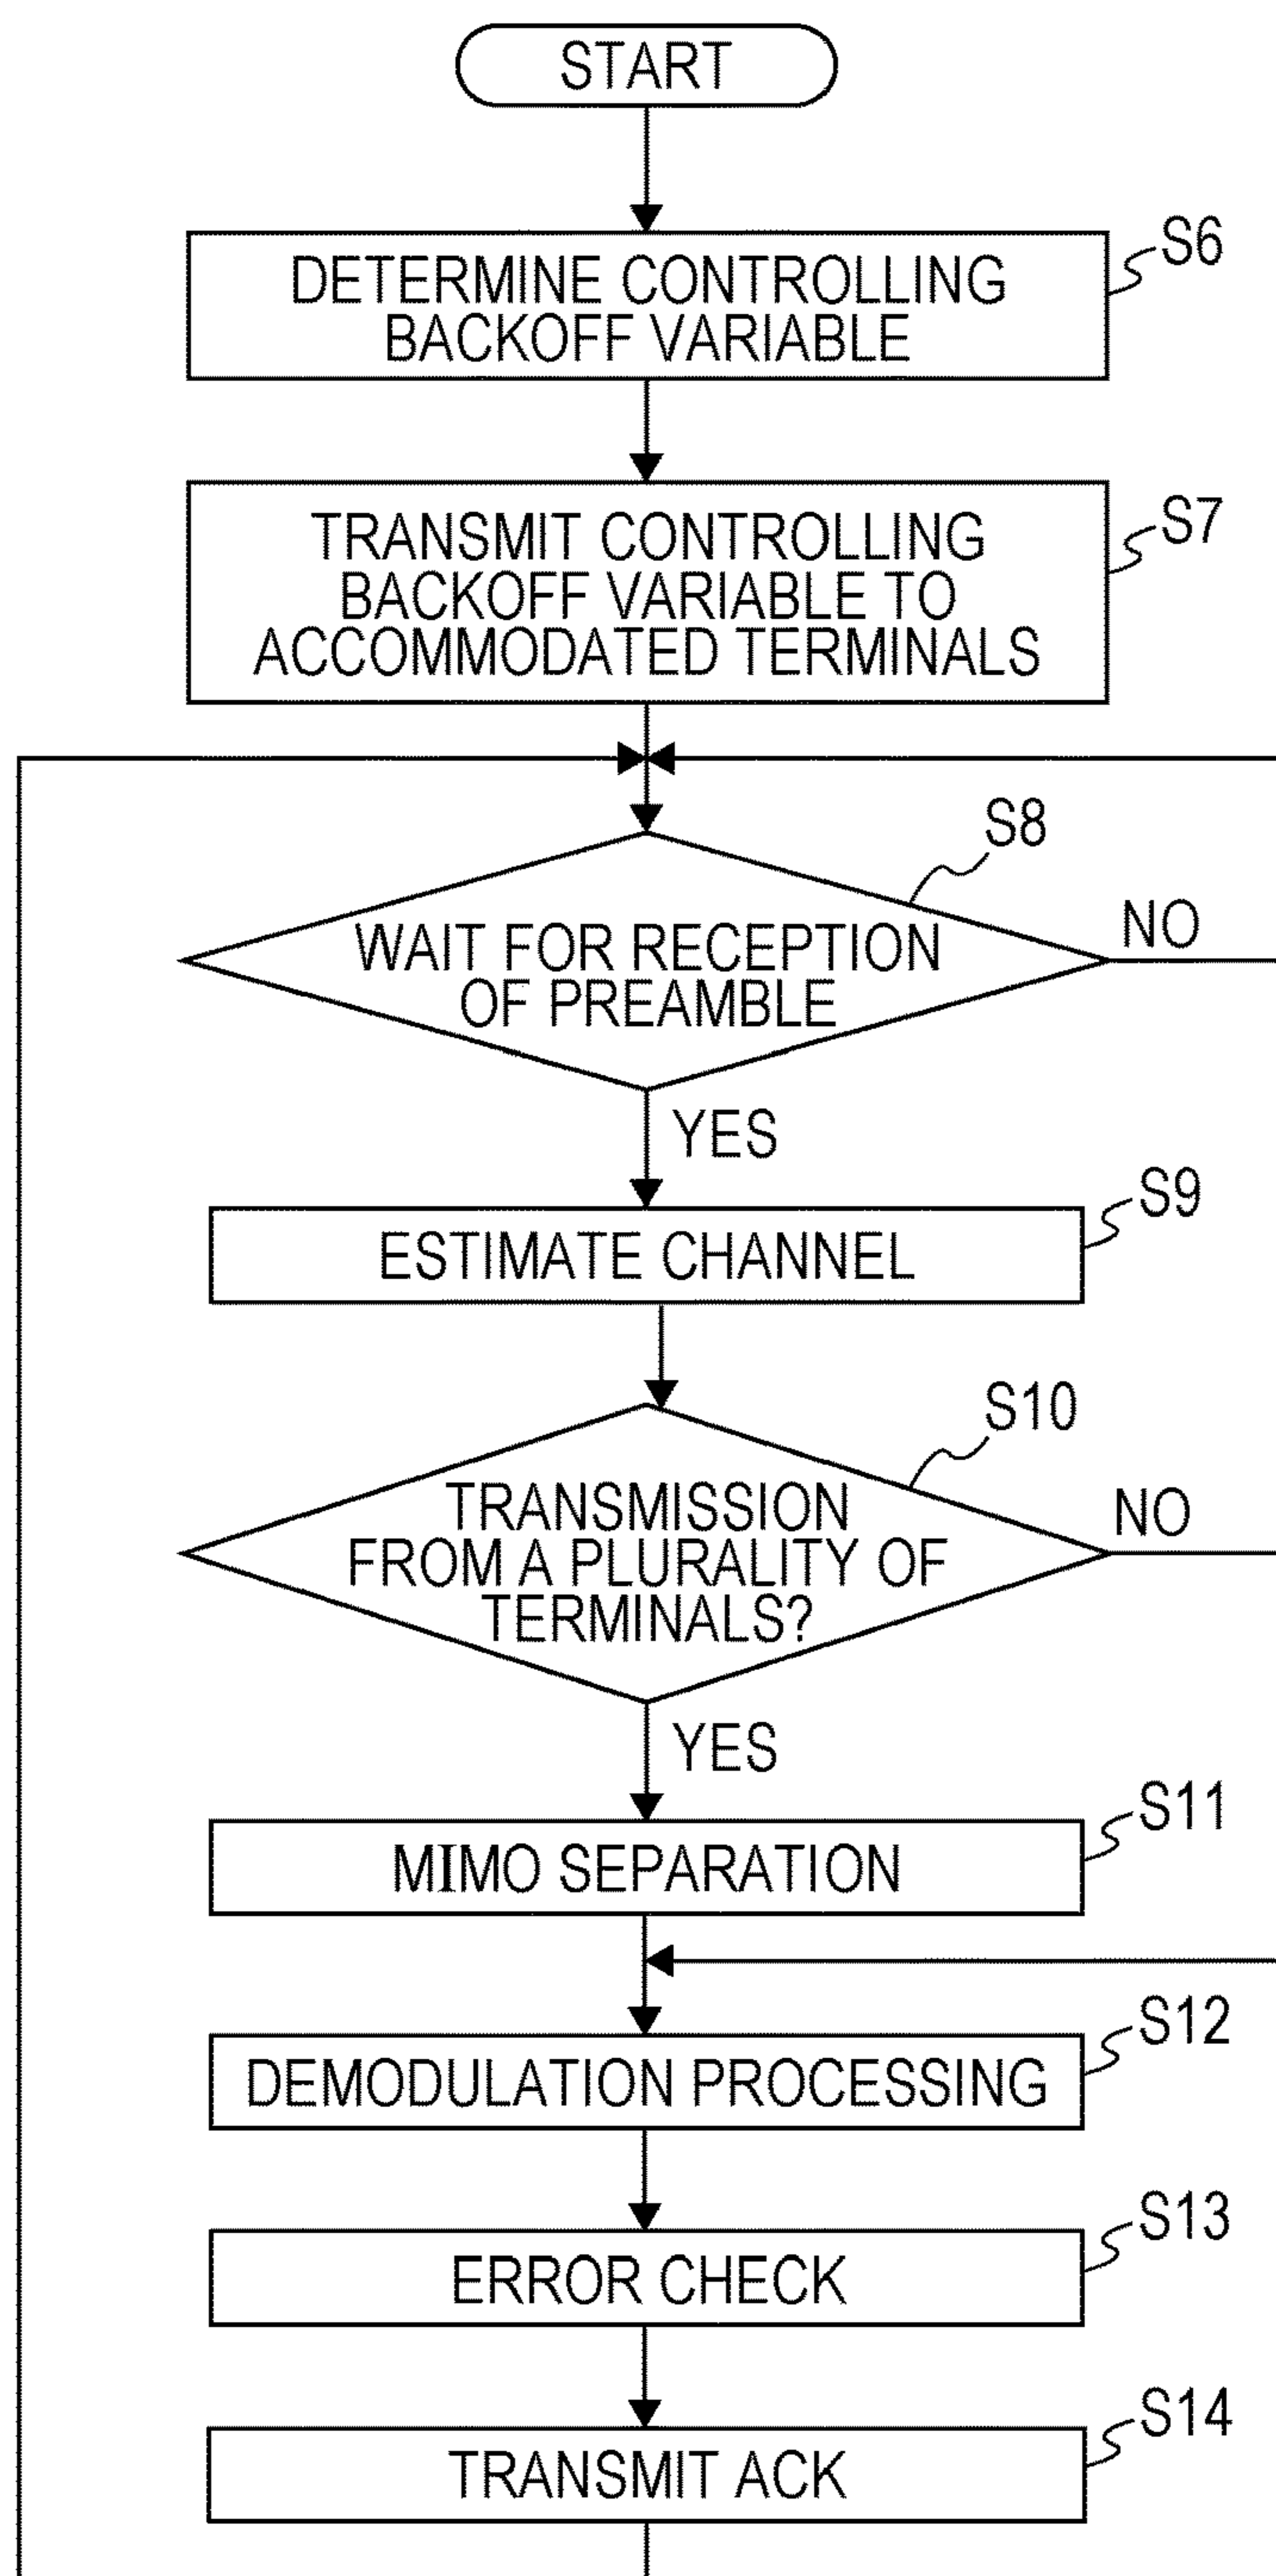 START
DETERMINE CONTROLLING
BACKOFF VARIABLE
S6
TRANSMIT CONTROLLING
BACKOFF VARIABLE TO
ACCOMMODATED TERMINALS
S7
WAIT FOR RECEPTION
OF PREAMBLE
S8
NO
YES
ESTIMATE CHANNEL
S9
TRANSMISSION
FROM A PLURALITY OF
TERMINALS?
S10
NO
YES
MIMO SEPARATION
S11
DEMODULATION PROCESSING
S12
ERROR CHECK
S13
TRANSMIT ACK
S14